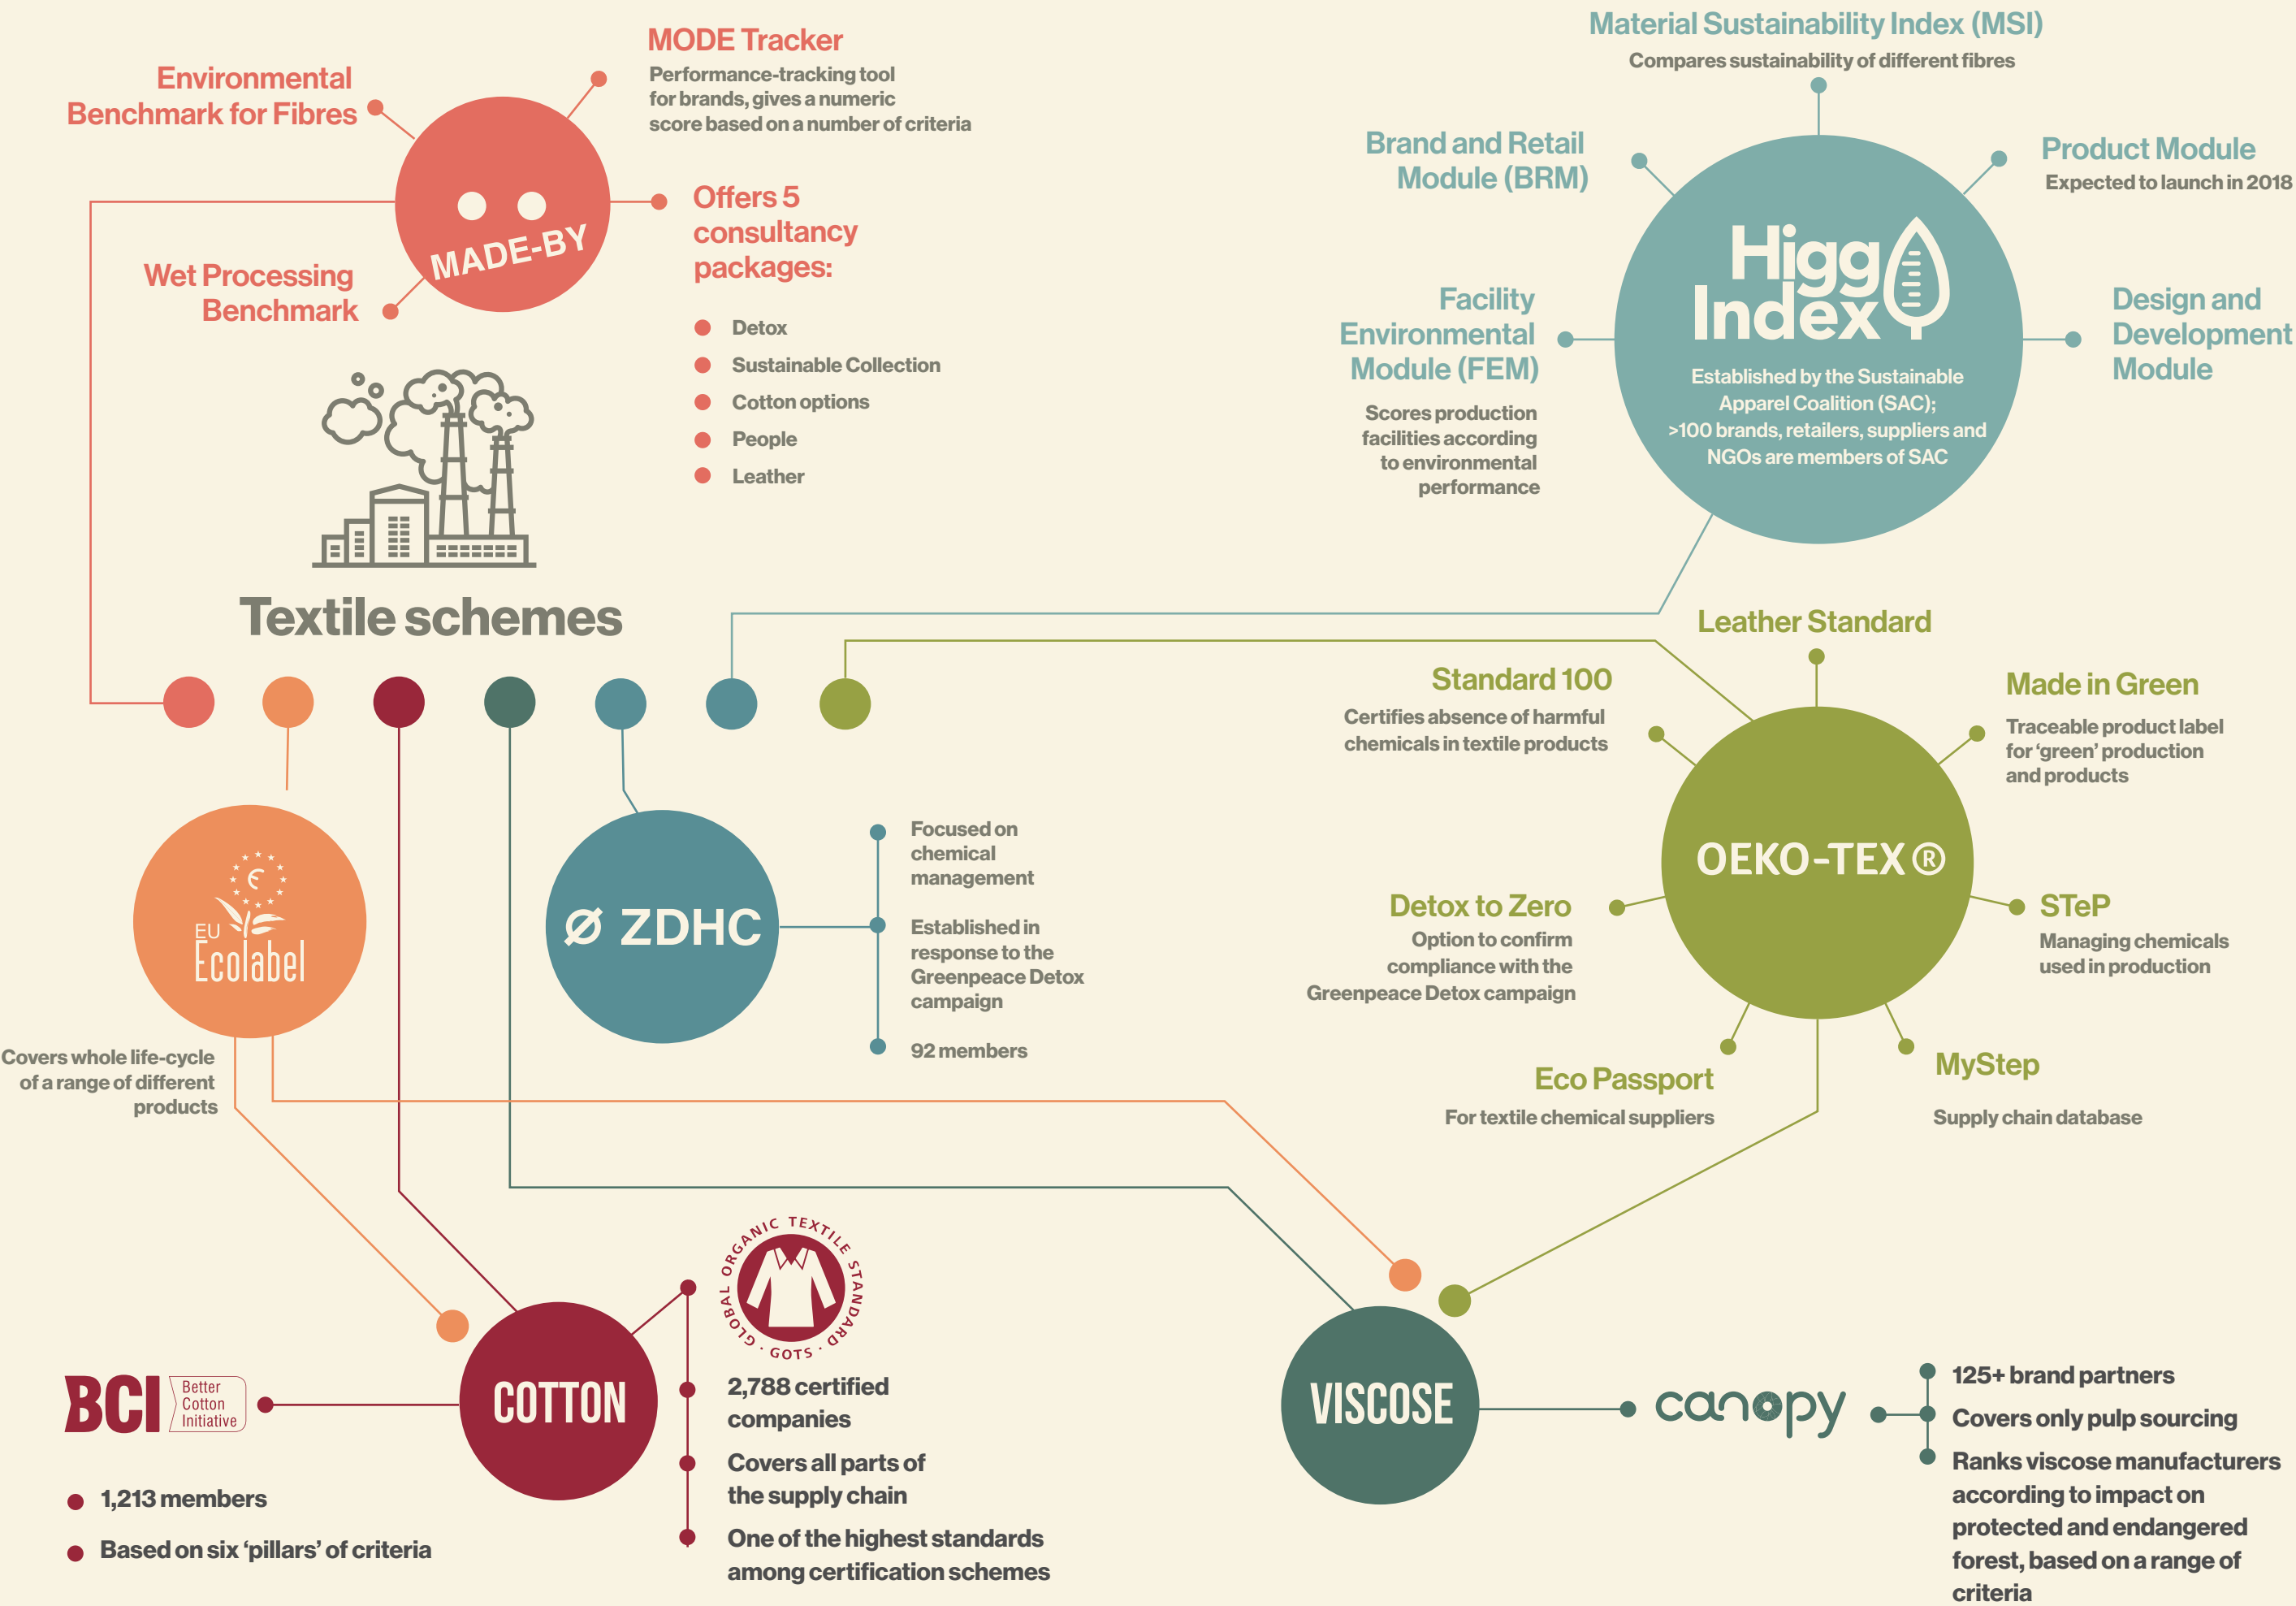 Environmental
Benchmark for Fibres
MODE Tracker
Performance-tracking tool
for brands, gives a numeric
score based on a number of criteria
MADE-BY
Wet Processing
Benchmark
Offers 5
consultancy
packages:
Detox
Sustainable Collection
Cotton options
People
Leather
Material Sustainability Index (MSI)
Compares sustainability of different fibres
Brand and Retail
Module (BRM)
Product Module
Expected to launch in 2018
Facility
Environmental
Module (FEM)
Scores production
facilities according
to environmental
performance
Higg
Index
Established by the Sustainable
Apparel Coalition (SAC);
>100 brands, retailers, suppliers and
NGOs are members of SAC
Design and
Development
Module
Textile schemes
EU
Ecolabel
Covers whole life-cycle
of a range of different
products
Ø ZDHC
Focused on
chemical
management
Established in
response to the
Greenpeace Detox
campaign
92 members
Leather Standard
Standard 100
Certifies absence of harmful
chemicals in textile products
Made in Green
Traceable product label
for ‘green’ production
and products
OEKO-TEX®
Detox to Zero
Option to confirm
compliance with the
Greenpeace Detox campaign
STeP
Managing chemicals
used in production
Eco Passport
For textile chemical suppliers
MyStep
Supply chain database
BCI
Better
Cotton
Initiative
1,213 members
Based on six ‘pillars’ of criteria
COTTON
GLOBAL ORGANIC TEXTILE STANDARD · GOTS ·
2,788 certified
companies
Covers all parts of
the supply chain
One of the highest standards
among certification schemes
VISCOSE
canopy
125+ brand partners
Covers only pulp sourcing
Ranks viscose manufacturers
according to impact on
protected and endangered
forest, based on a range of
criteria